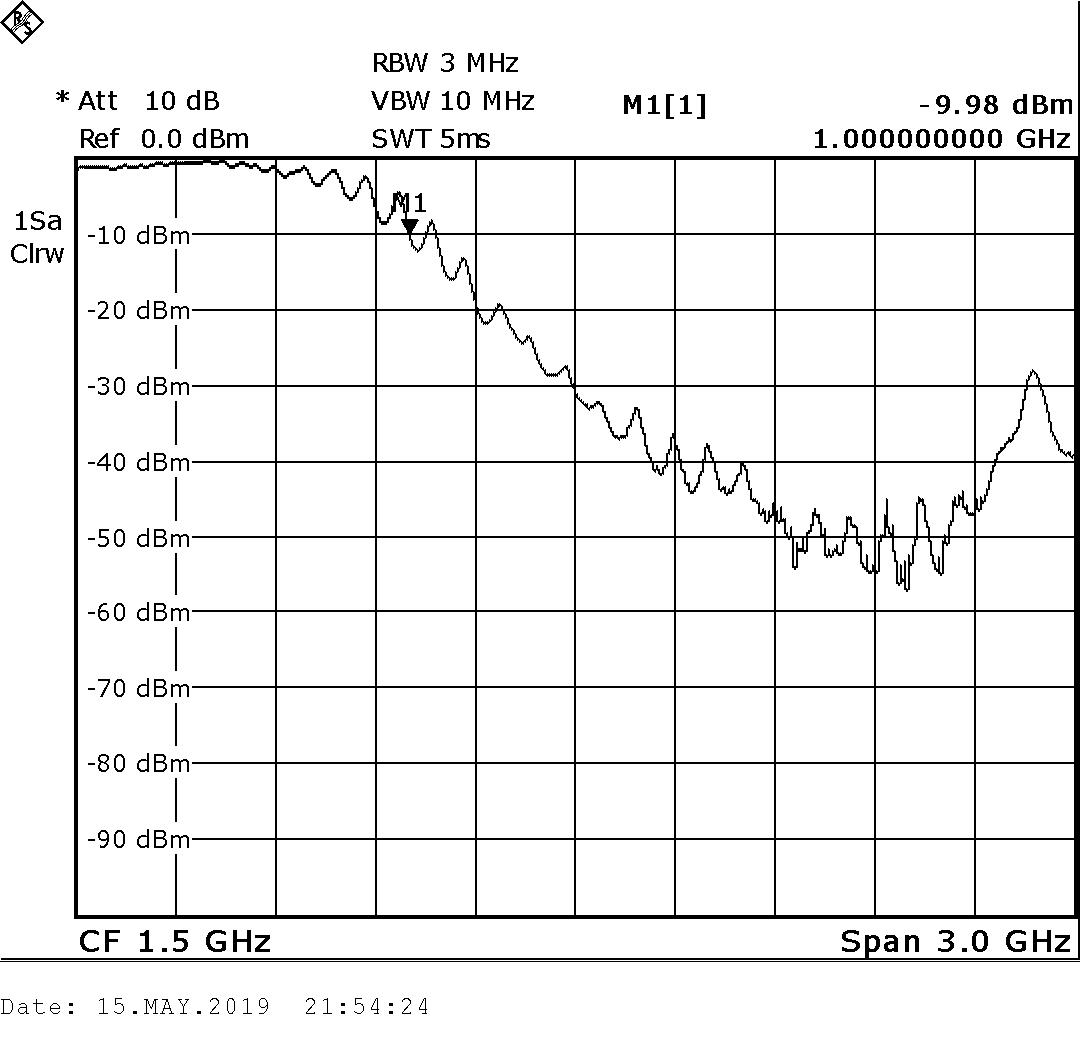 RS
RBW 3 MHz
* Att 10 dB VBW 10 MHz M1[1] -9.98 dBm
Ref 0.0 dBm SWT 5ms 1.000000000 GHz
M1
1Sa
Clrw
-10 dBm
-20 dBm
-30 dBm
-40 dBm
-50 dBm
-60 dBm
-70 dBm
-80 dBm
-90 dBm
CF 1.5 GHz Span 3.0 GHz
Date: 15.MAY.2019 21:54:24